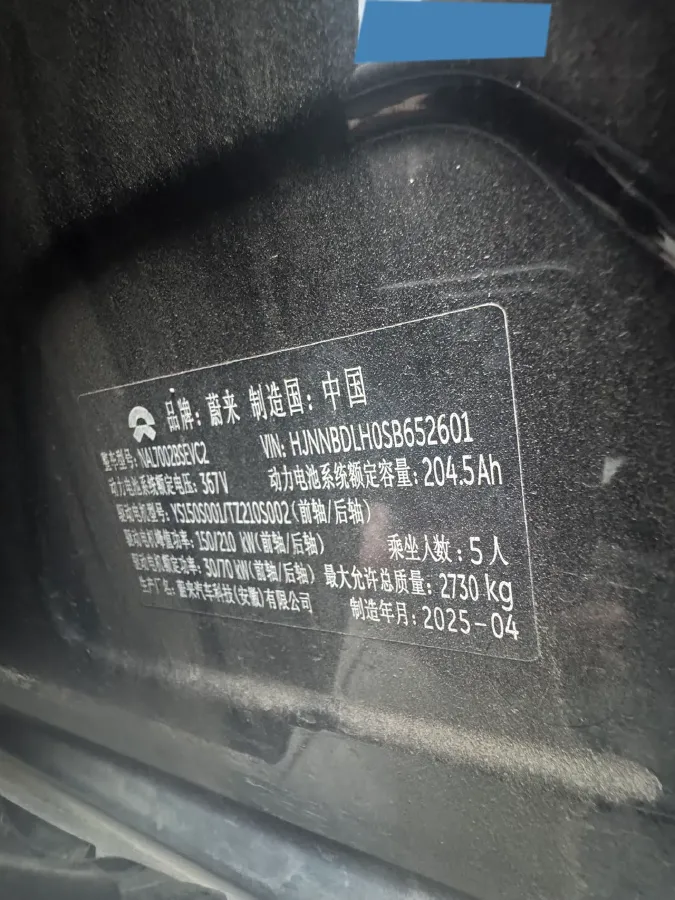 品牌：蔚来 制造国：中国
整车型号：NAL7002BSEVC2 VIN: HJNNBDLH0SB652601
动力电池系统额定电压：367V 动力电池系统额定容量：204.5Ah
驱动电机型号：YS150S001/TZ210S002(前轴/后轴)
驱动电机峰值功率：150/210 kW(前轴/后轴) 乘坐人数：5人
驱动电机额定功率：30/70 kW(前轴/后轴) 最大允许总质量：2730 kg
生产厂名：蔚来汽车科技(安徽)有限公司 制造年月：2025-04